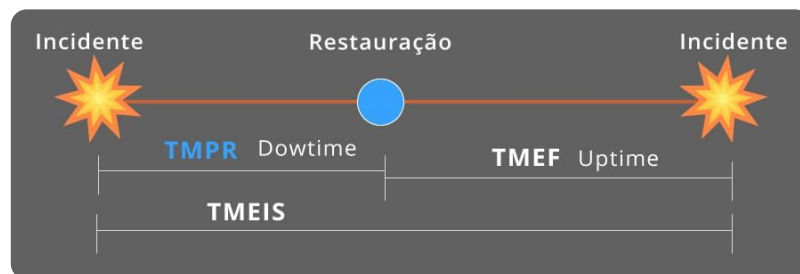 Incidente Restauração Incidente
TMPR Dowtime TMEF Uptime
TMEIS